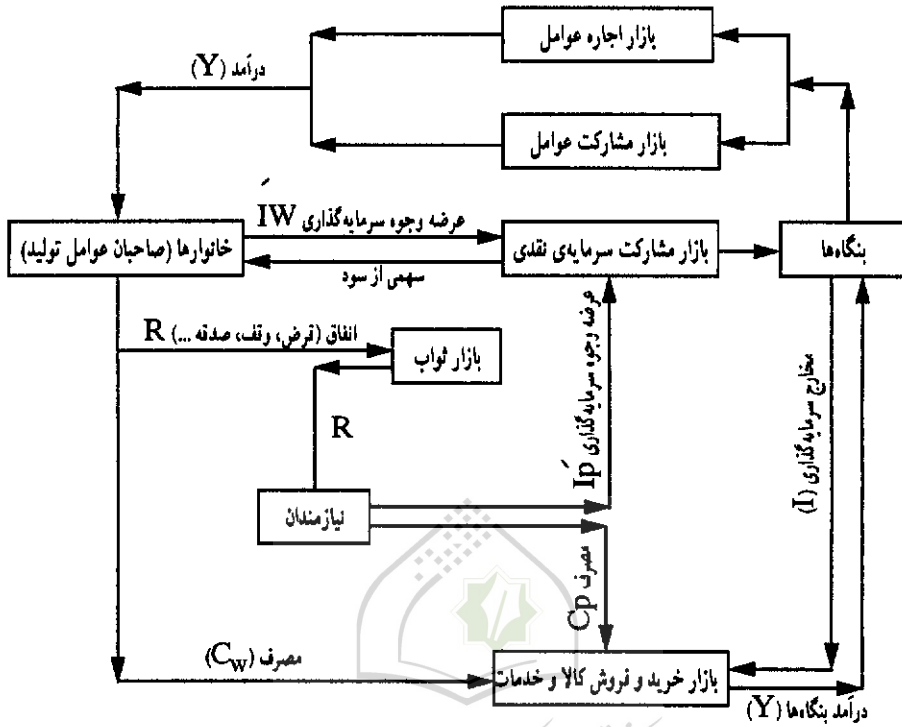 بازار اجاره عوامل
درآمد (Y)
بازار مشارکت عوامل
عرضه وجوه سرمایه‌گذاری ÍW
خانوارها (صاحبان عوامل تولید)
بازار مشارکت سرمایه‌ی نقدی
بنگاه‌ها
سهمی از سود
انفاق (قرض، وقف، صدقه ...) R
بازار ثواب
عرضه وجوه سرمایه‌گذاری Íp
مخارج سرمایه‌گذاری (I)
R
نیازمندان
مصرف Cp
مصرف (Cw)
بازار خرید و فروش کالا و خدمات
درآمد بنگاه‌ها (Y)